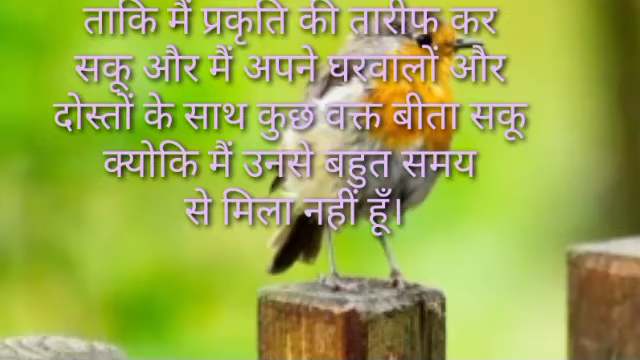 ताकि मैं प्रकृति की तारीफ कर
सकू और मैं अपने घरवालों और
दोस्तों के साथ कुछ वक्त बीता सकू
क्योकि मैं उनसे बहुत समय
से मिला नहीं हूँ।